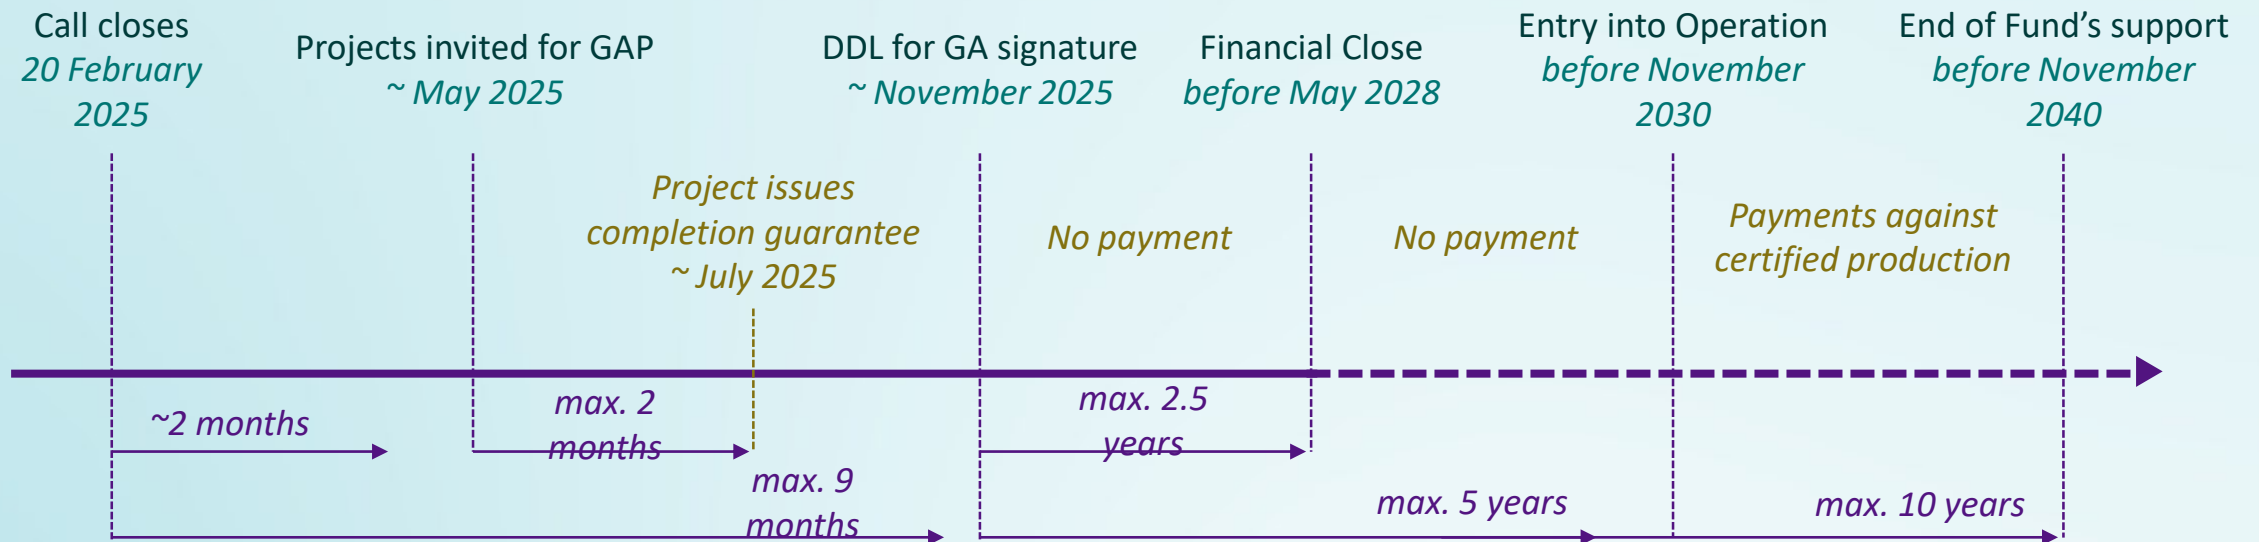 Call closes
20 February
2025
Projects invited for GAP
~ May 2025
DDL for GA signature
~ November 2025
Financial Close
before May 2028
Entry into Operation
before November
2030
End of Fund's support
before November
2040
Project issues
completion guarantee
~ July 2025
No payment
No payment
Payments against
certified production
~2 months
max. 2
months
max. 9
months
max. 2.5
years
max. 5 years
max. 10 years